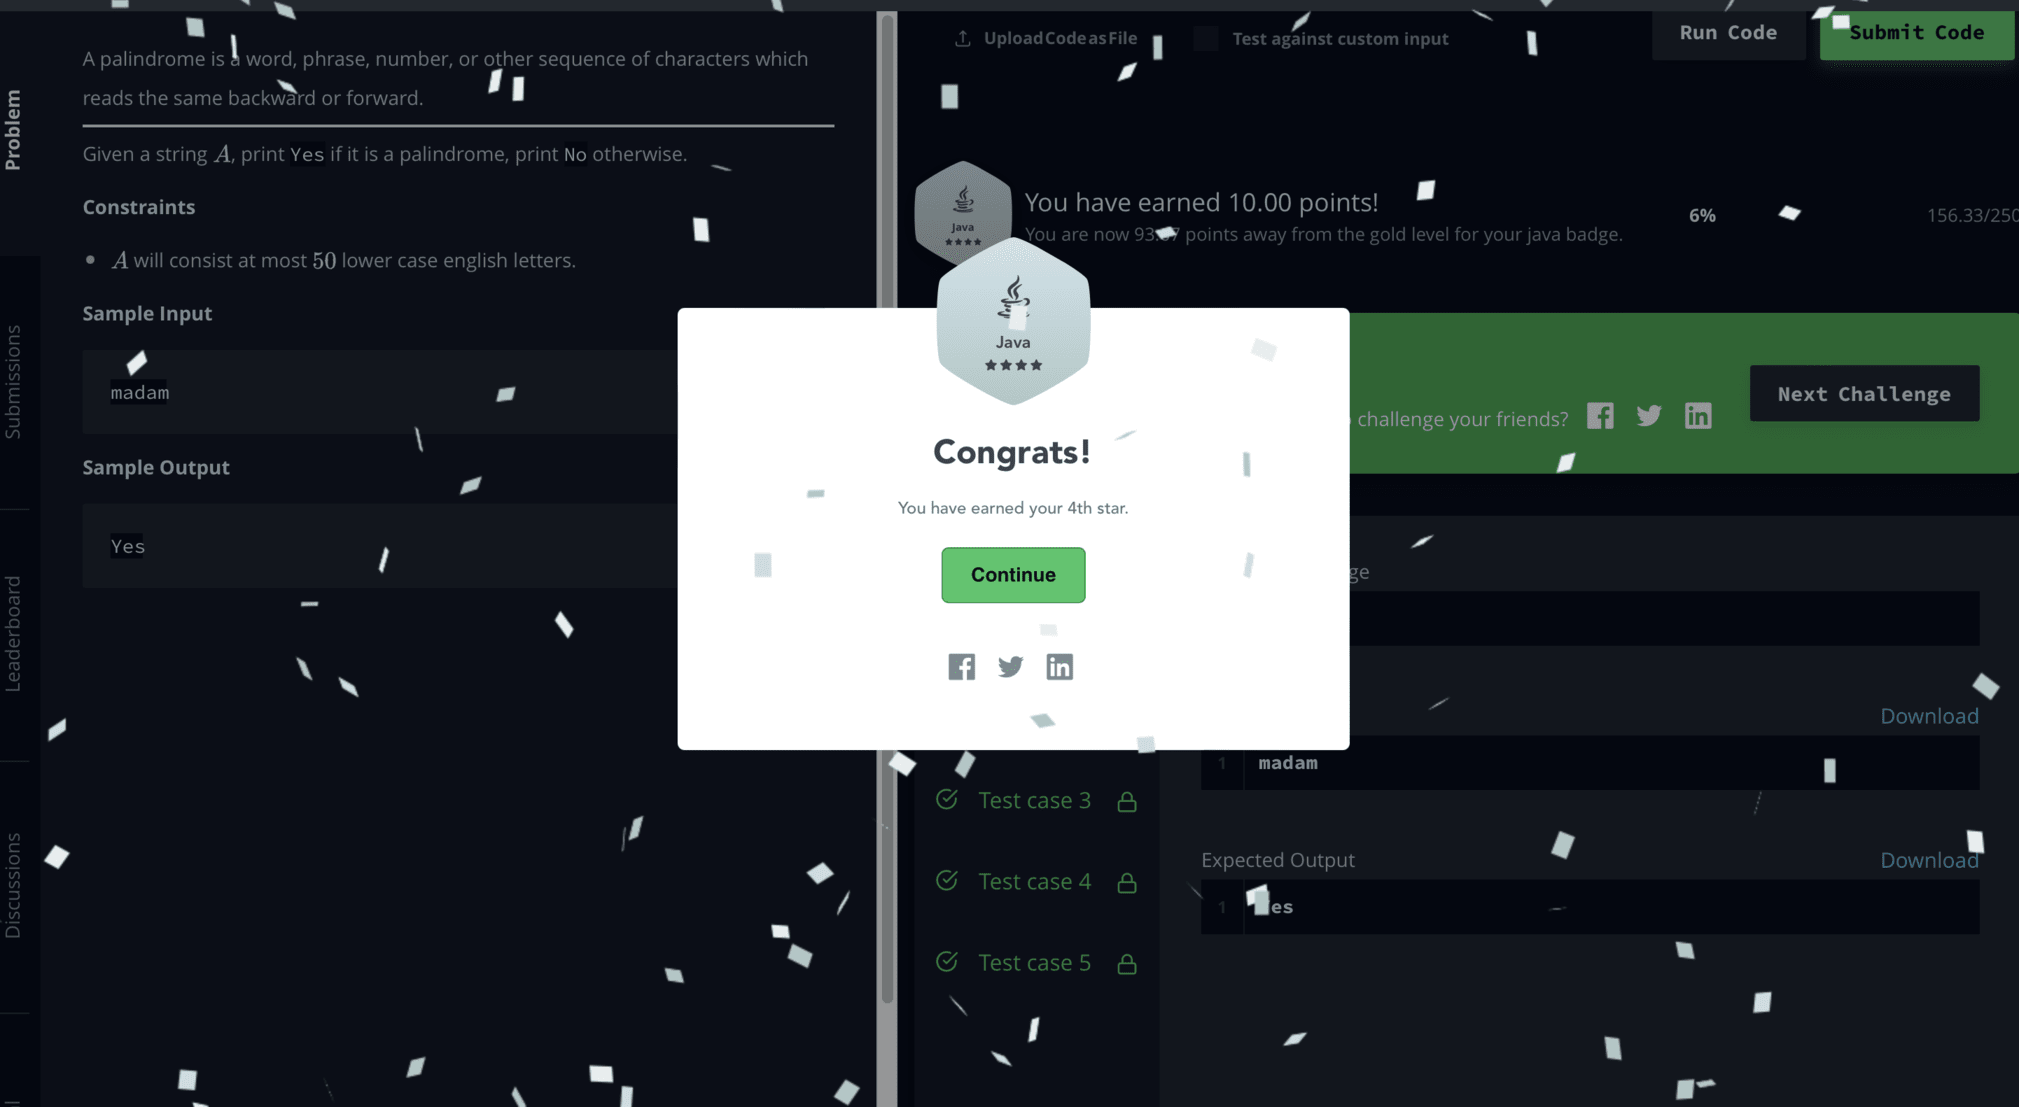 Problem
Submissions
Leaderboard
Discussions
A palindrome is a word, phrase, number, or other sequence of characters which
reads the same backward or forward.
Given a string A, print Yes if it is a palindrome, print No otherwise.
Constraints
A will consist at most 50 lower case english letters.
Sample Input
madam
Sample Output
Yes
Upload Code as File
Test against custom input
Run Code
Submit Code
Java
You have earned 10.00 points!
You are now points away from the gold level for your java badge.
6%
156.33/250
challenge your friends?
Next Challenge
Java
Congrats!
You have earned your 4th star.
Continue
Download
1 madam
Test case 3
Test case 4
Test case 5
Expected Output
Download
1 es